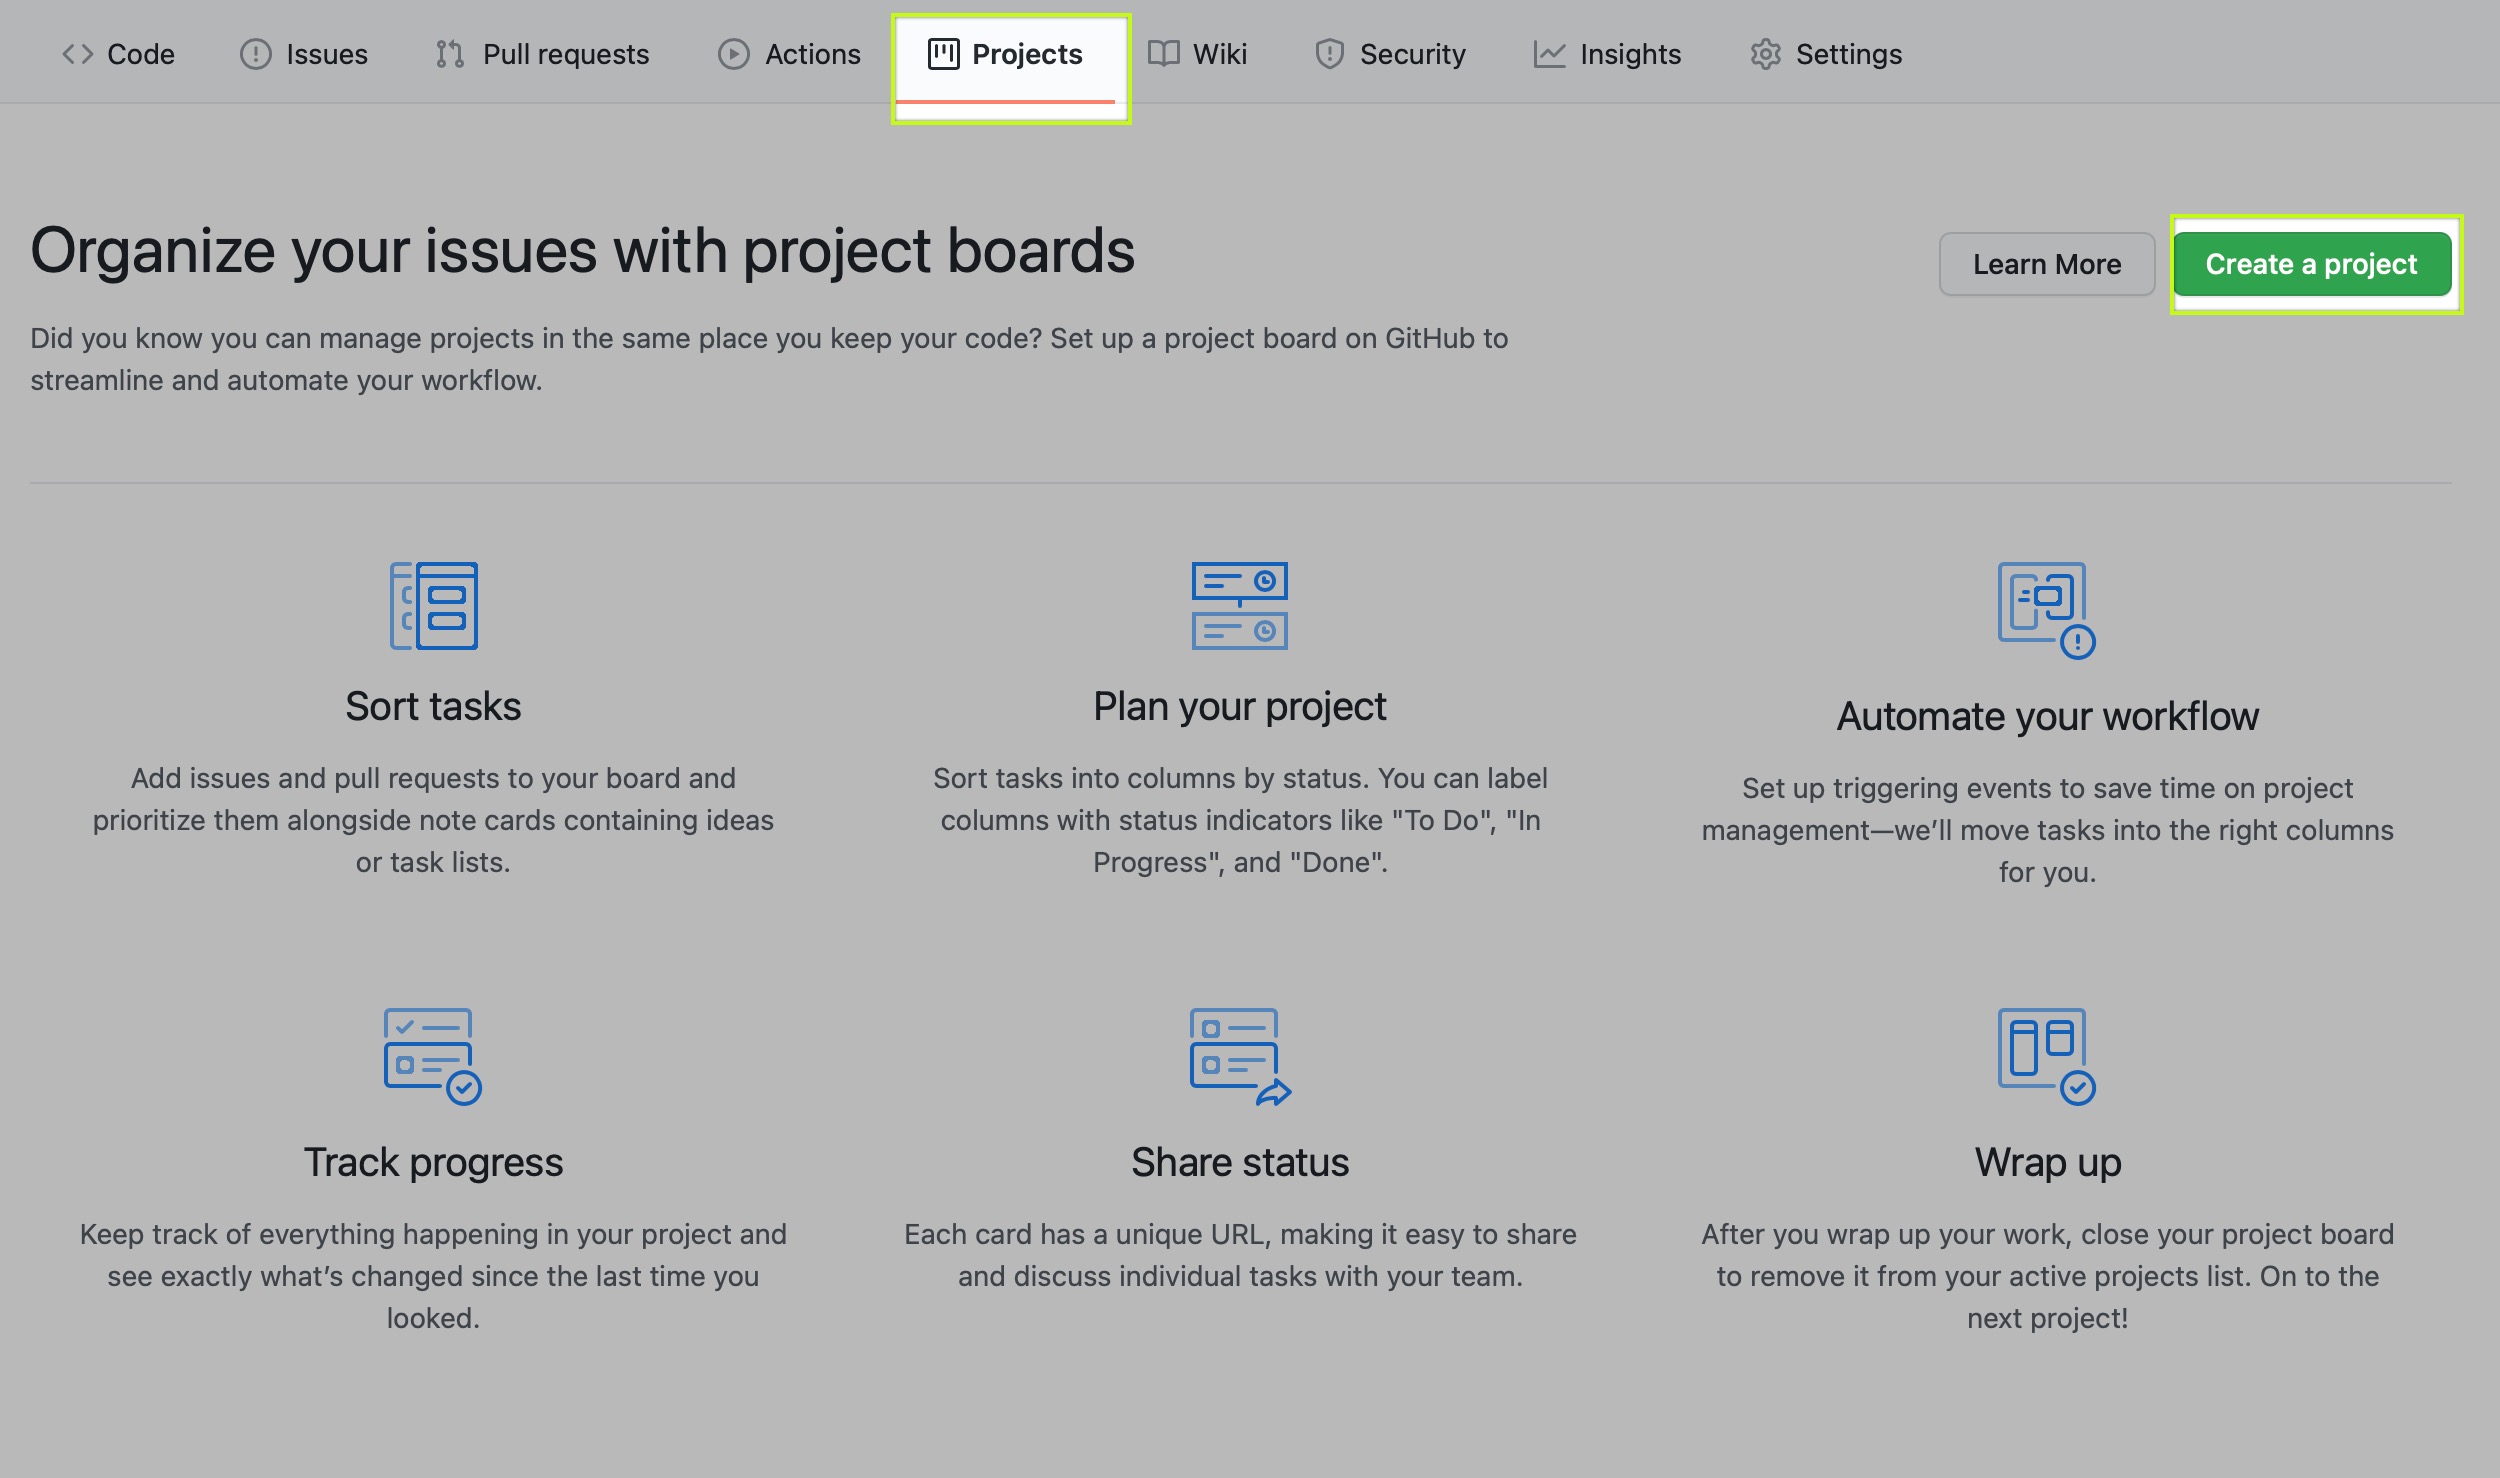 Code Issues Pull requests Actions Projects Wiki Security Insights Settings
Organize your issues with project boards
Learn More Create a project
Did you know you can manage projects in the same place you keep your code? Set up a project board on GitHub to
streamline and automate your workflow.
Sort tasks
Add issues and pull requests to your board and
prioritize them alongside note cards containing ideas
or task lists.
Plan your project
Sort tasks into columns by status. You can label
columns with status indicators like "To Do", "In
Progress", and "Done".
Automate your workflow
Set up triggering events to save time on project
management—we’ll move tasks into the right columns
for you.
Track progress
Keep track of everything happening in your project and
see exactly what’s changed since the last time you
looked.
Share status
Each card has a unique URL, making it easy to share
and discuss individual tasks with your team.
Wrap up
After you wrap up your work, close your project board
to remove it from your active projects list. On to the
next project!